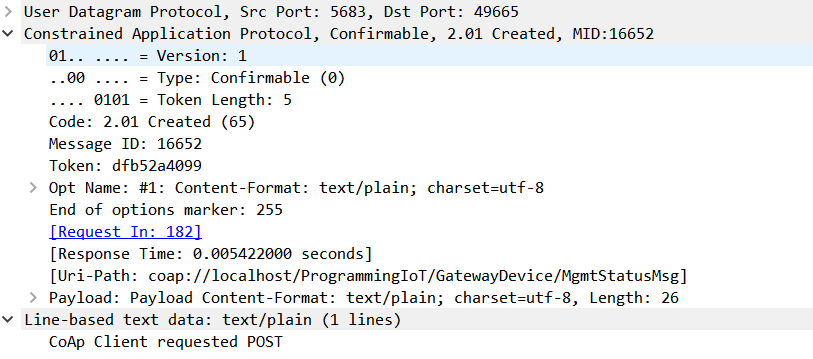 User Datagram Protocol, Src Port: 5683, Dst Port: 49665
Constrained Application Protocol, Confirmable, 2.01 Created, MID:16652
01.. .... = Version: 1
..00 .... = Type: Confirmable (0)
.... 0101 = Token Length: 5
Code: 2.01 Created (65)
Message ID: 16652
Token: dfb52a4099
Opt Name: #1: Content-Format: text/plain; charset=utf-8
End of options marker: 255
[Request In: 182]
[Response Time: 0.005422000 seconds]
[Uri-Path: coap://localhost/ProgrammingIoT/GatewayDevice/MgmtStatusMsg]
Payload: Payload Content-Format: text/plain; charset=utf-8, Length: 26
Line-based text data: text/plain (1 lines)
CoAp Client requested POST